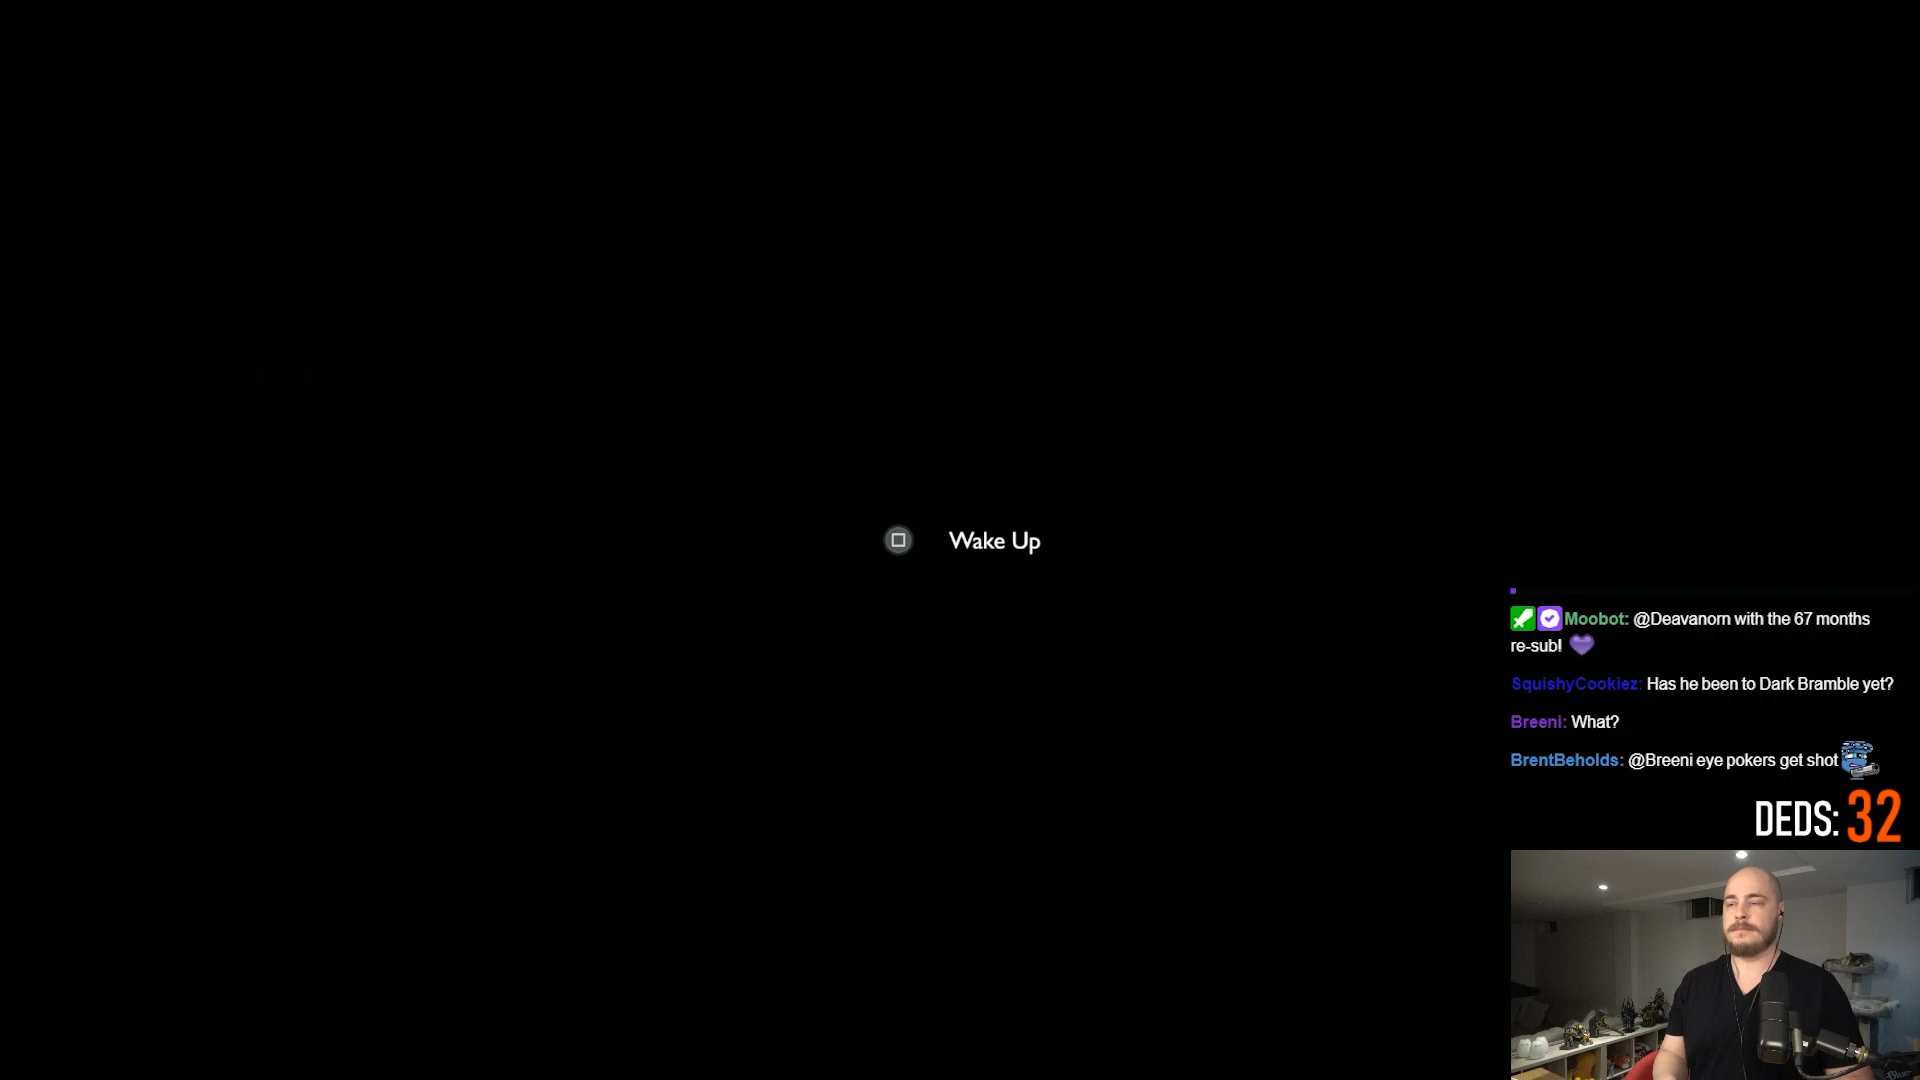 Wake Up
Moobot: @Deavanorn with the 67 months
re-sub!
SquishyCookiez: Has he been to Dark Bramble yet?
Breeni: What?
BrentBeholds: @Breeni eye pokers get shot
DEDS: 32